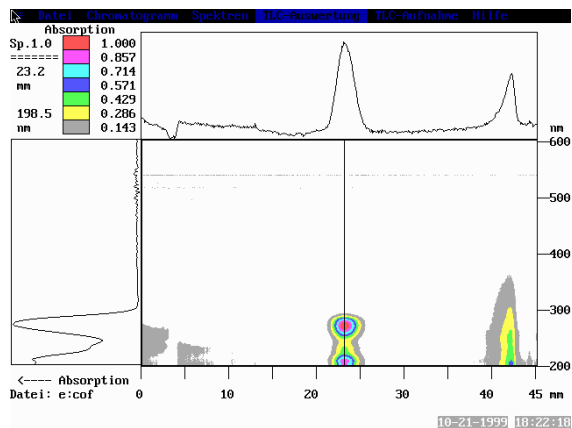 Datei Chromatogramm Spektren TLC-Auswertung TLC-Aufnahme Hilfe
Absorption
Sp.1.0 1.000
======= 0.857
23.2 0.714
mm 0.571
0.429
198.5 0.286
nm 0.143
nm
600
500
400
300
200
<---- Absorption
Datei: e:cof
0 10 20 30 40 45 mm
10-21-1999 18:22:18